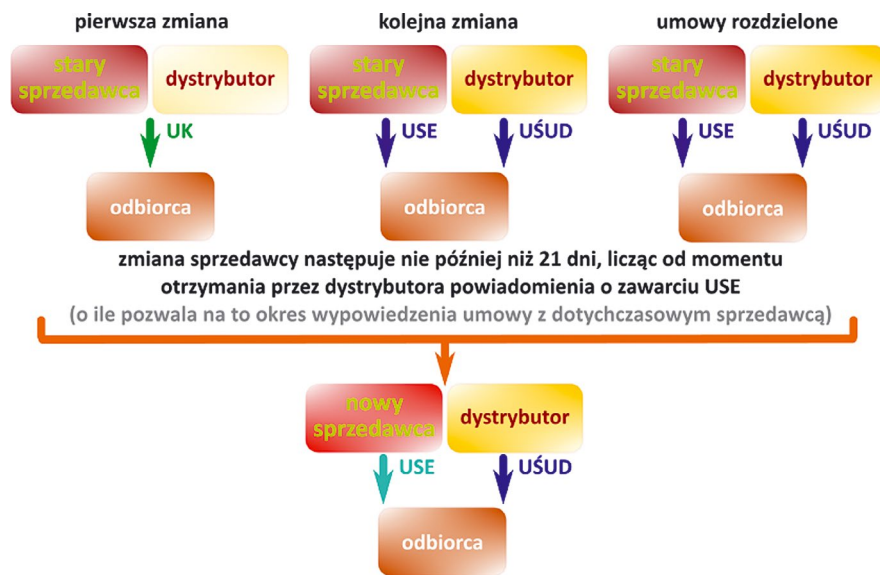 pierwsza zmiana
kolejna zmiana
umowy rozdzielone
stary
sprzedawca
dystrybutor
stary
sprzedawca
dystrybutor
stary
sprzedawca
dystrybutor
UK
USE
UŚUD
USE
UŚUD
odbiorca
odbiorca
odbiorca
zmiana sprzedawcy następuje nie później niż 21 dni, licząc od momentu
otrzymania przez dystrybutora powiadomienia o zawarciu USE
(o ile pozwala na to okres wypowiedzenia umowy z dotychczasowym sprzedawcą)
nowy
sprzedawca
dystrybutor
USE
UŚUD
odbiorca